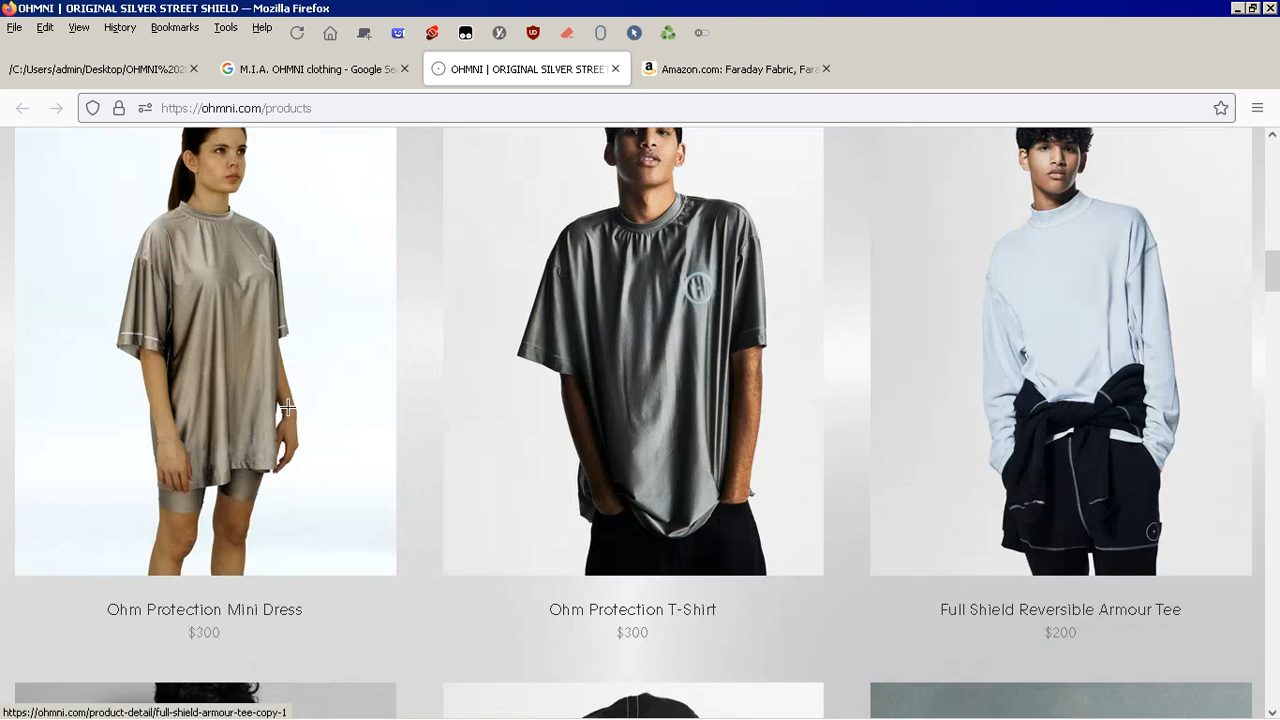 OHMNI | ORIGINAL SILVER STREET SHIELD — Mozilla Firefox
File Edit View History Bookmarks Tools Help
/C:/Users/admin/Desktop/OHMNI%20
M.I.A. OHMNI clothing - Google Se
OHMNI | ORIGINAL SILVER STREET
Amazon.com: Faraday Fabric, Fara
https://ohmni.com/products
Ohm Protection Mini Dress
$300
Ohm Protection T-Shirt
$300
Full Shield Reversible Armour Tee
$200
https://ohmni.com/product-detail/full-shield-armour-tee-copy-1